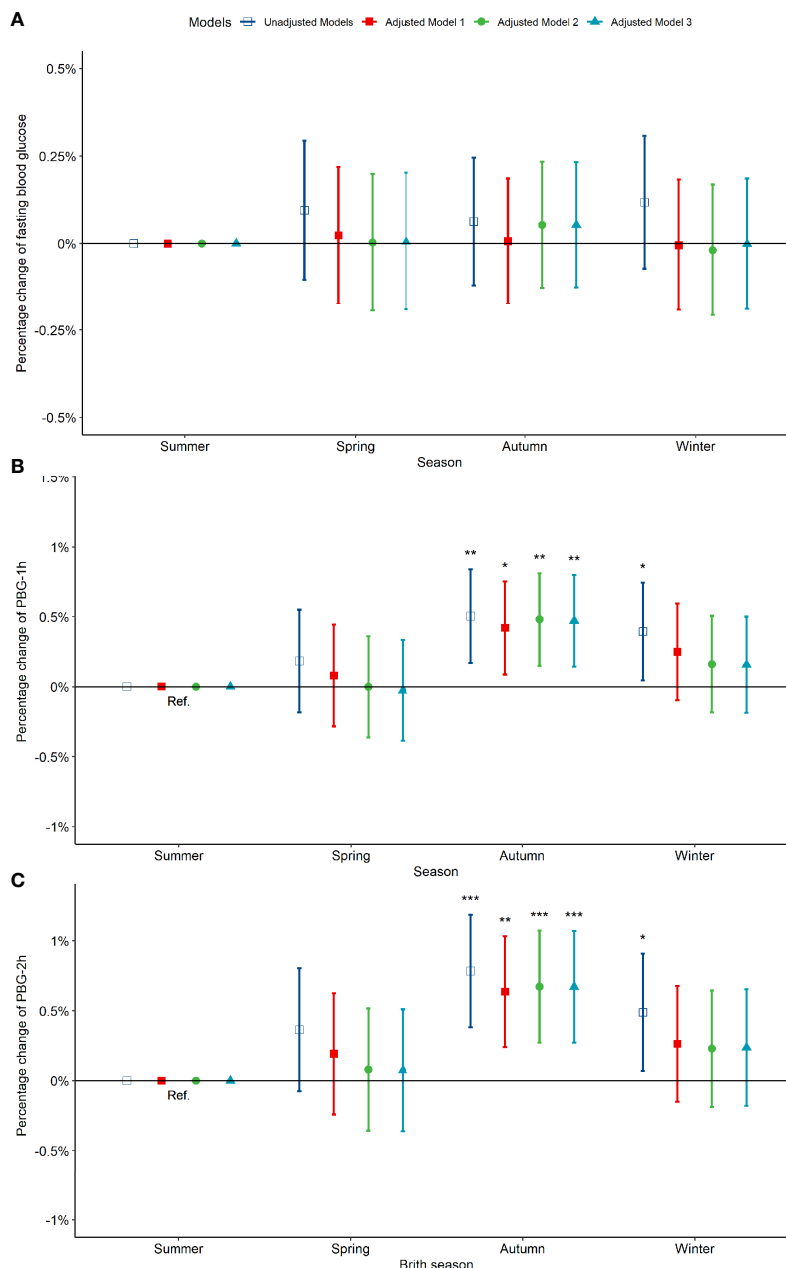 A
Models Unadjusted Models Adjusted Model 1 Adjusted Model 2 Adjusted Model 3
Percentage change of fasting blood glucose
0.5%
0.25%
0%
-0.25%
-0.5%
Summer Spring Autumn Winter
Season
B
Percentage change of PBG-1h
1.5%
1%
0.5%
0%
-0.5%
-1%
** * ** ** *
Ref.
Summer Spring Autumn Winter
Season
C
Percentage change of PBG-2h
1%
0.5%
0%
-0.5%
-1%
*** ** *** *** *
Ref.
Summer Spring Autumn Winter
Brith season